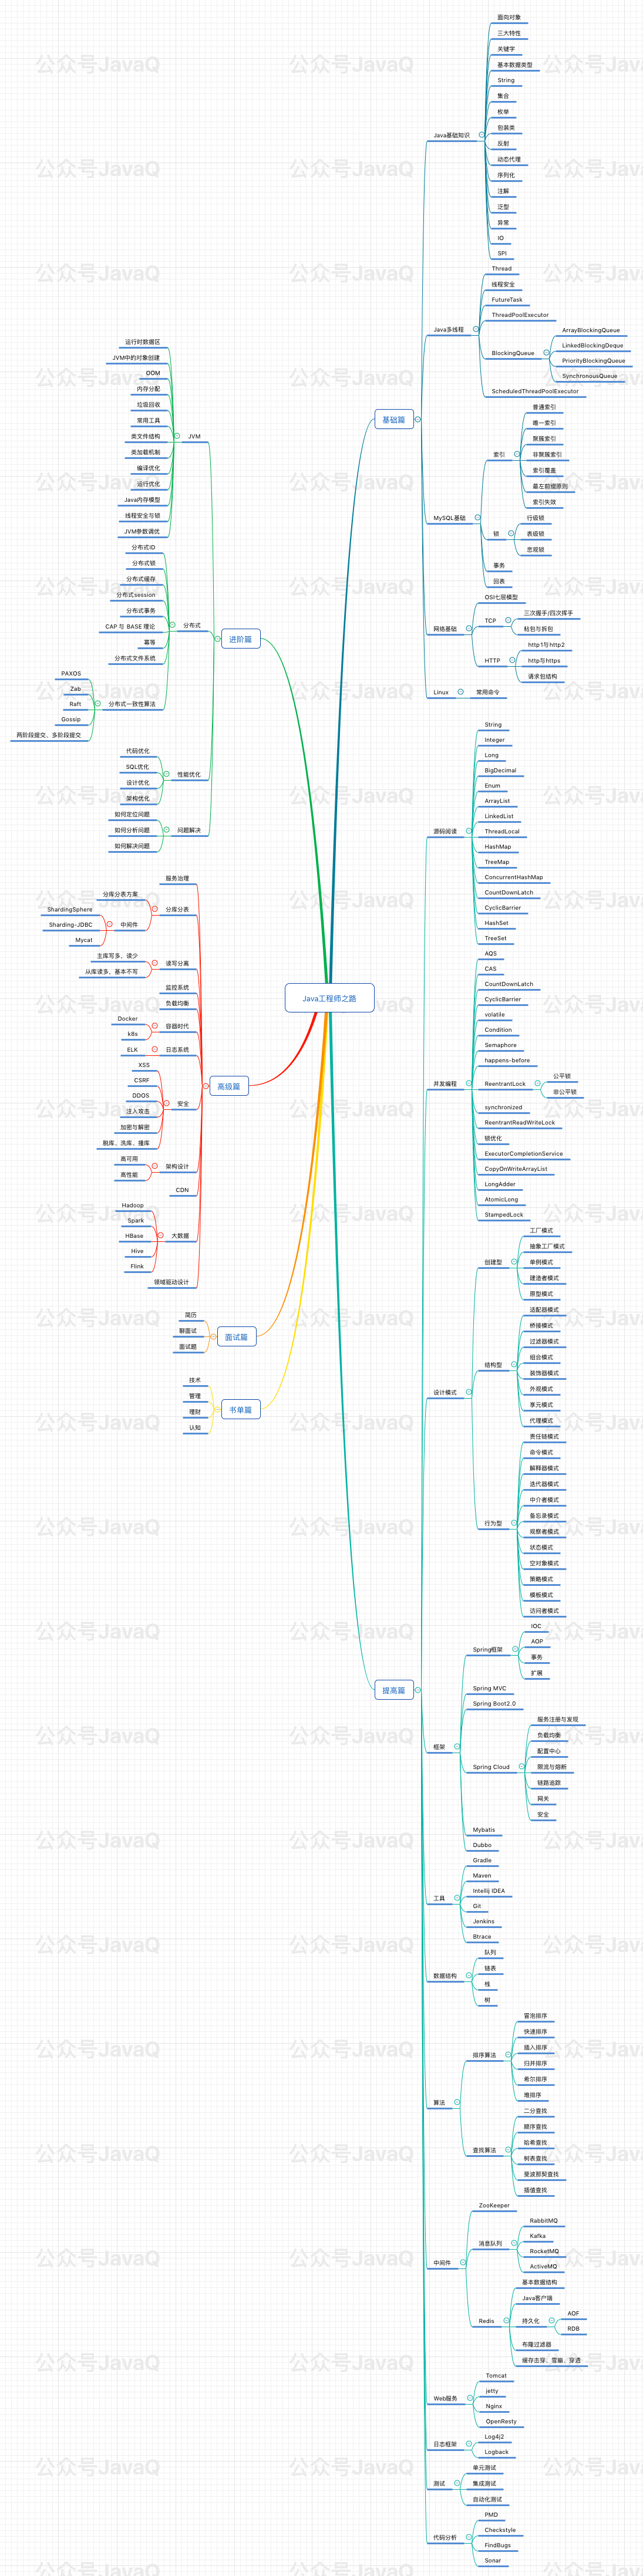 Java工程师之路
基础篇
Java基础知识
面向对象
三大特性
关键字
基本数据类型
String
集合
枚举
包装类
反射
动态代理
序列化
注解
泛型
异常
IO
SPI
Java多线程
Thread
线程安全
FutureTask
ThreadPoolExecutor
BlockingQueue
ArrayBlockingQueue
LinkedBlockingDeque
PriorityBlockingQueue
SynchronousQueue
ScheduledThreadPoolExecutor
MySQL基础
索引
普通索引
唯一索引
聚簇索引
非聚簇索引
索引覆盖
最左前缀原则
索引失效
锁
行级锁
表级锁
悲观锁
事务
回表
网络基础
OSI七层模型
TCP
三次握手/四次挥手
粘包与拆包
HTTP
http1与http2
http与https
请求包结构
Linux
常用命令
提高篇
源码阅读
String
Integer
Long
BigDecimal
Enum
ArrayList
LinkedList
ThreadLocal
HashMap
TreeMap
ConcurrentHashMap
CountDownLatch
CyclicBarrier
HashSet
TreeSet
并发编程
AQS
CAS
CountDownLatch
CyclicBarrier
volatile
Condition
Semaphore
happens-before
ReentrantLock
公平锁
非公平锁
synchronized
ReentrantReadWriteLock
锁优化
ExecutorCompletionService
CopyOnWriteArrayList
LongAdder
AtomicLong
StampedLock
设计模式
创建型
工厂模式
抽象工厂模式
单例模式
建造者模式
原型模式
结构型
适配器模式
桥接模式
过滤器模式
组合模式
装饰器模式
外观模式
享元模式
代理模式
行为型
责任链模式
命令模式
解释器模式
迭代器模式
中介者模式
备忘录模式
观察者模式
状态模式
空对象模式
策略模式
模板模式
访问者模式
框架
Spring框架
IOC
AOP
事务
扩展
Spring MVC
Spring Boot2.0
Spring Cloud
服务注册与发现
负载均衡
配置中心
限流与熔断
链路追踪
网关
安全
Mybatis
Dubbo
工具
Gradle
Maven
Intellij IDEA
Git
Jenkins
Btrace
数据结构
队列
链表
栈
树
算法
排序算法
冒泡排序
快速排序
插入排序
归并排序
希尔排序
堆排序
查找算法
二分查找
顺序查找
哈希查找
树表查找
斐波那契查找
插值查找
中间件
ZooKeeper
消息队列
RabbitMQ
Kafka
RocketMQ
ActiveMQ
Redis
基本数据结构
Java客户端
持久化
AOF
RDB
布隆过滤器
缓存击穿、雪崩、穿透
Web服务
Tomcat
jetty
Nginx
OpenResty
日志框架
Log4j2
Logback
测试
单元测试
集成测试
自动化测试
代码分析
PMD
Checkstyle
FindBugs
Sonar
进阶篇
JVM
运行时数据区
JVM中的对象创建
OOM
内存分配
垃圾回收
常用工具
类文件结构
类加载机制
编译优化
运行优化
Java内存模型
线程安全与锁
JVM参数调优
分布式
分布式ID
分布式锁
分布式缓存
分布式session
分布式事务
CAP 与 BASE 理论
幂等
分布式文件系统
分布式一致性算法
PAXOS
Zab
Raft
Gossip
两阶段提交、多阶段提交
性能优化
代码优化
SQL优化
设计优化
架构优化
问题解决
如何定位问题
如何分析问题
如何解决问题
高级篇
服务治理
分库分表
分库分表方案
中间件
ShardingSphere
Sharding-JDBC
Mycat
读写分离
主库写多、读少
从库读多、基本不写
监控系统
负载均衡
容器时代
Docker
k8s
日志系统
ELK
安全
XSS
CSRF
DDOS
注入攻击
加密与解密
脱库、洗库、撞库
架构设计
高可用
高性能
CDN
大数据
Hadoop
Spark
HBase
Hive
Flink
领域驱动设计
面试篇
简历
聊面试
面试题
书单篇
技术
管理
理财
认知
公众号JavaQ